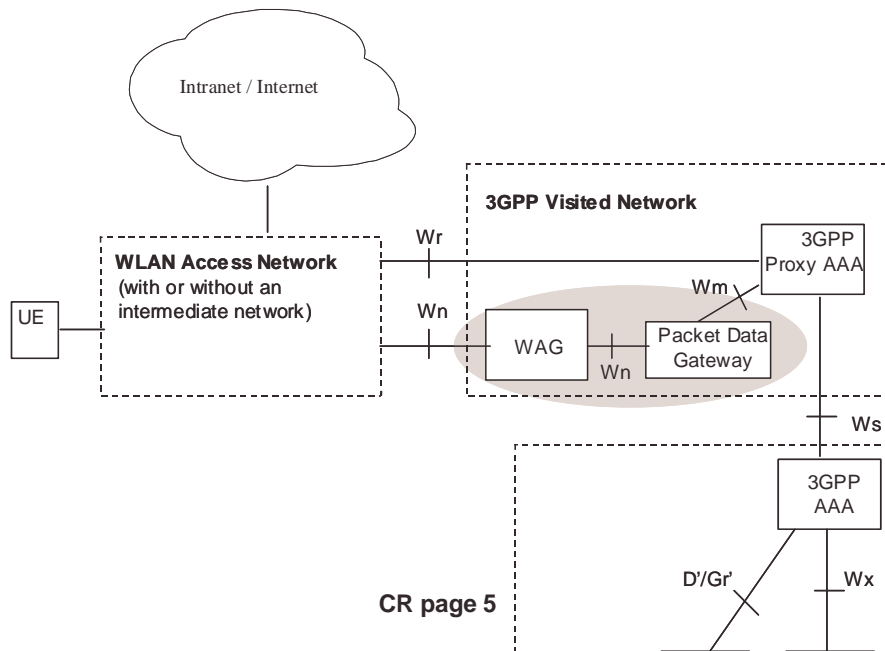 Intranet / Internet
3GPP Visited Network
Wr
3GPP
Proxy AAA
WLAN Access Network
(with or without an
intermediate network)
Wm
UE
Wn
WAG
Wn
Packet Data
Gateway
Ws
3GPP
AAA
D'/Gr'
Wx
CR page 5